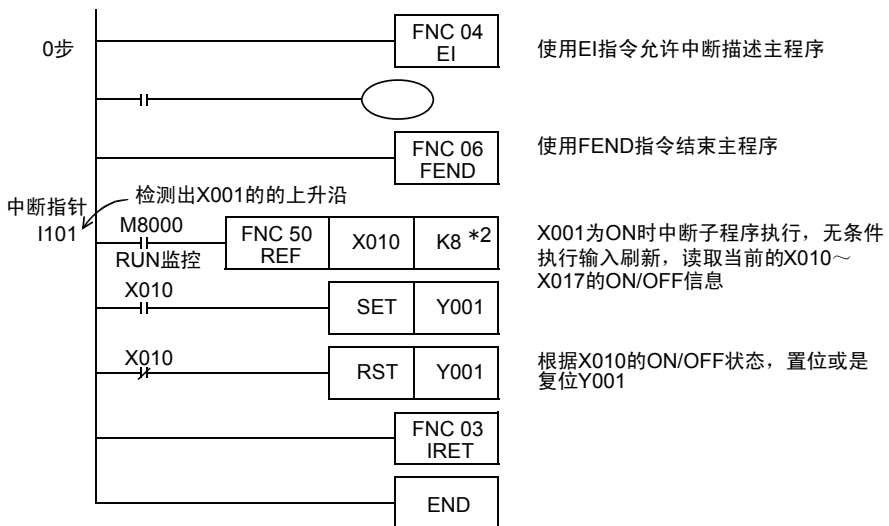 0步
FNC 04
EI
使用EI指令允许中断描述主程序
FNC 06
FEND
使用FEND指令结束主程序
中断指针
I101
检测出X001的的上升沿
M8000
RUN监控
FNC 50
REF
X010
K8 *2
X001为ON时中断子程序执行，无条件
执行输入刷新，读取当前的X010～
X017的ON/OFF信息
X010
SET
Y001
X010
RST
Y001
根据X010的ON/OFF状态，置位或是
复位Y001
FNC 03
IRET
END